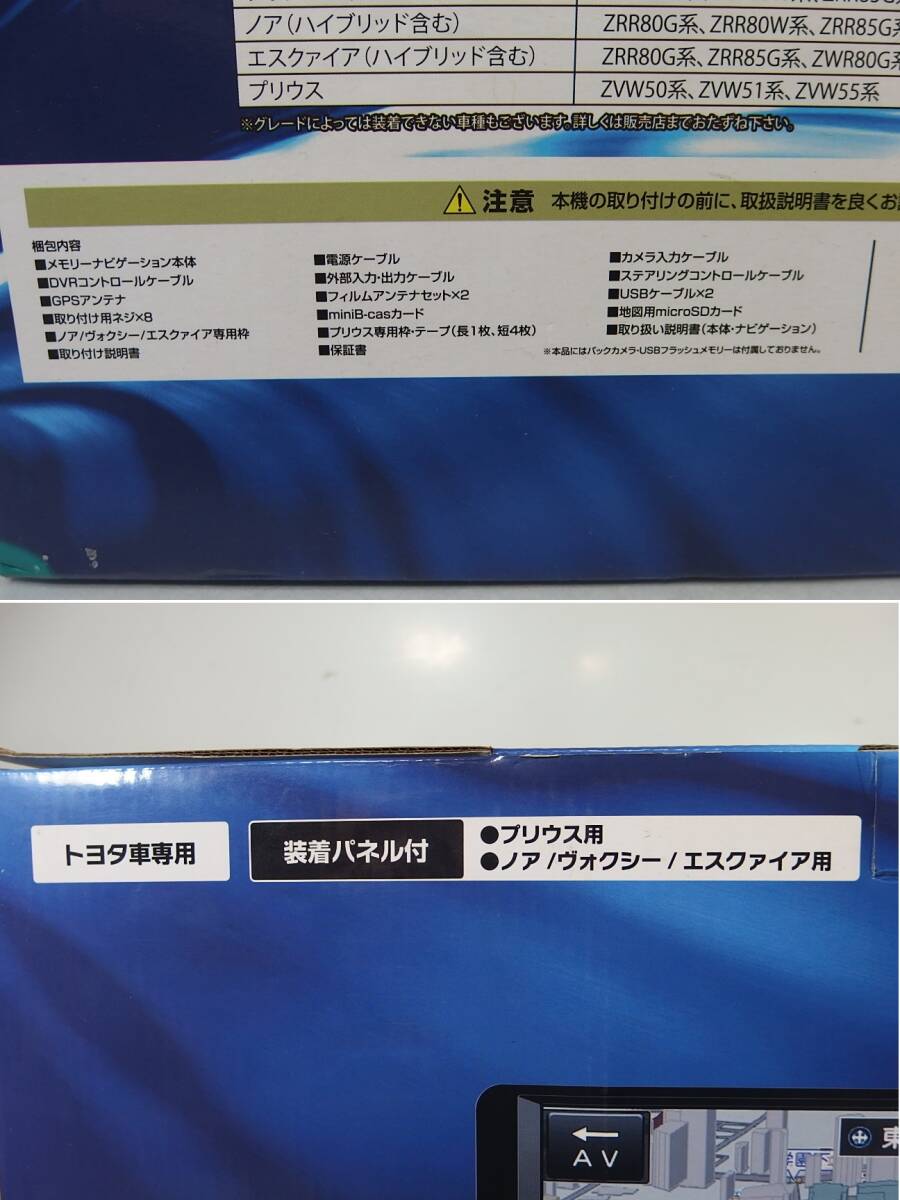 ノア(ハイブリッド含む) ZRR80G系、ZRR80W系、ZRR85G系
エスクァイア(ハイブリッド含む) ZRR80G系、ZRR85G系、ZWR80G系
プリウス ZVW50系、ZVW51系、ZVW55系
※グレードによっては装着できない車種もございます。詳しくは販売店までおたずね下さい。
注意 本機の取り付けの前に、取扱説明書を良くお
梱包内容
■メモリーナビゲーション本体
■DVRコントロールケーブル
■GPSアンテナ
■取り付け用ネジ×8
■ノア/ヴォクシー/エスクァイア専用枠
■取り付け説明書
■電源ケーブル
■外部入力・出力ケーブル
■フィルムアンテナセット×2
■miniB-casカード
■プリウス専用枠・テープ(長1枚、短4枚)
■保証書
■カメラ入力ケーブル
■ステアリングコントロールケーブル
■USBケーブル×2
■地図用microSDカード
■取り扱い説明書(本体・ナビゲーション)
※本品にはバックカメラ・USBフラッシュメモリーは付属しておりません。
トヨタ車専用
装着パネル付
●プリウス用
●ノア/ヴォクシー/エスクァイア用
AV
東